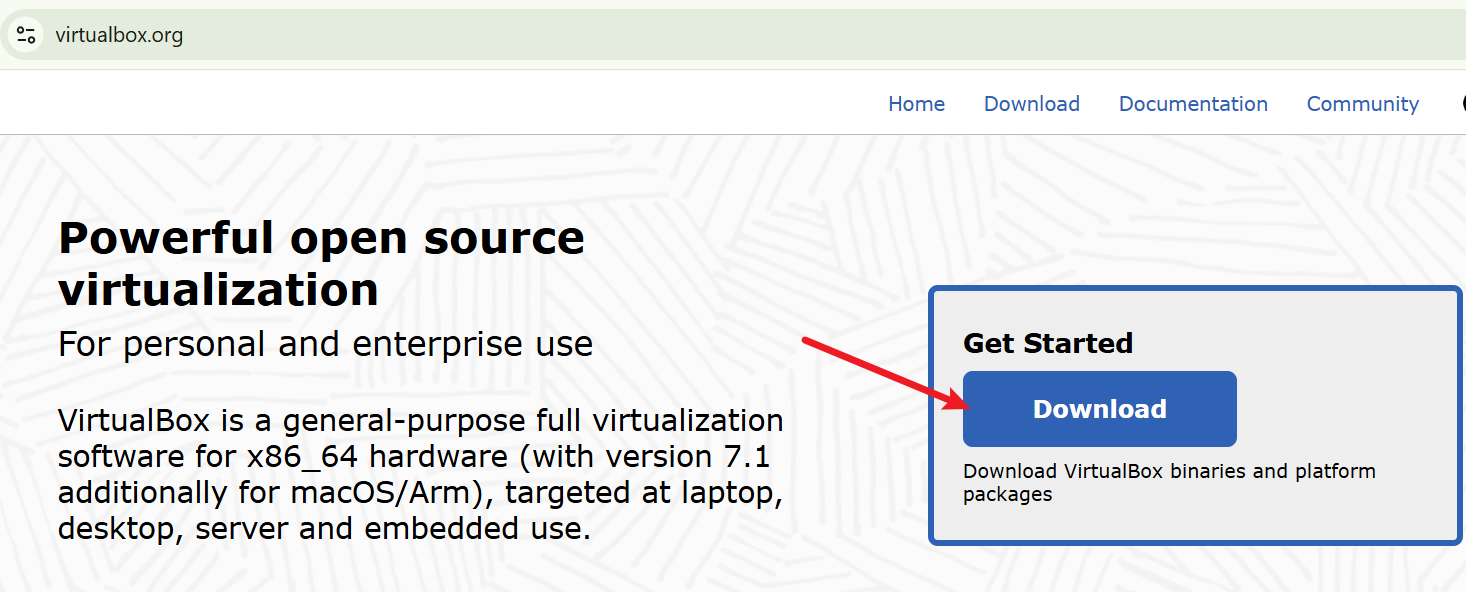 virtualbox.org
Home Download Documentation Community
Powerful open source
virtualization
For personal and enterprise use
VirtualBox is a general-purpose full virtualization
software for x86_64 hardware (with version 7.1
additionally for macOS/Arm), targeted at laptop,
desktop, server and embedded use.
Get Started
Download
Download VirtualBox binaries and platform
packages